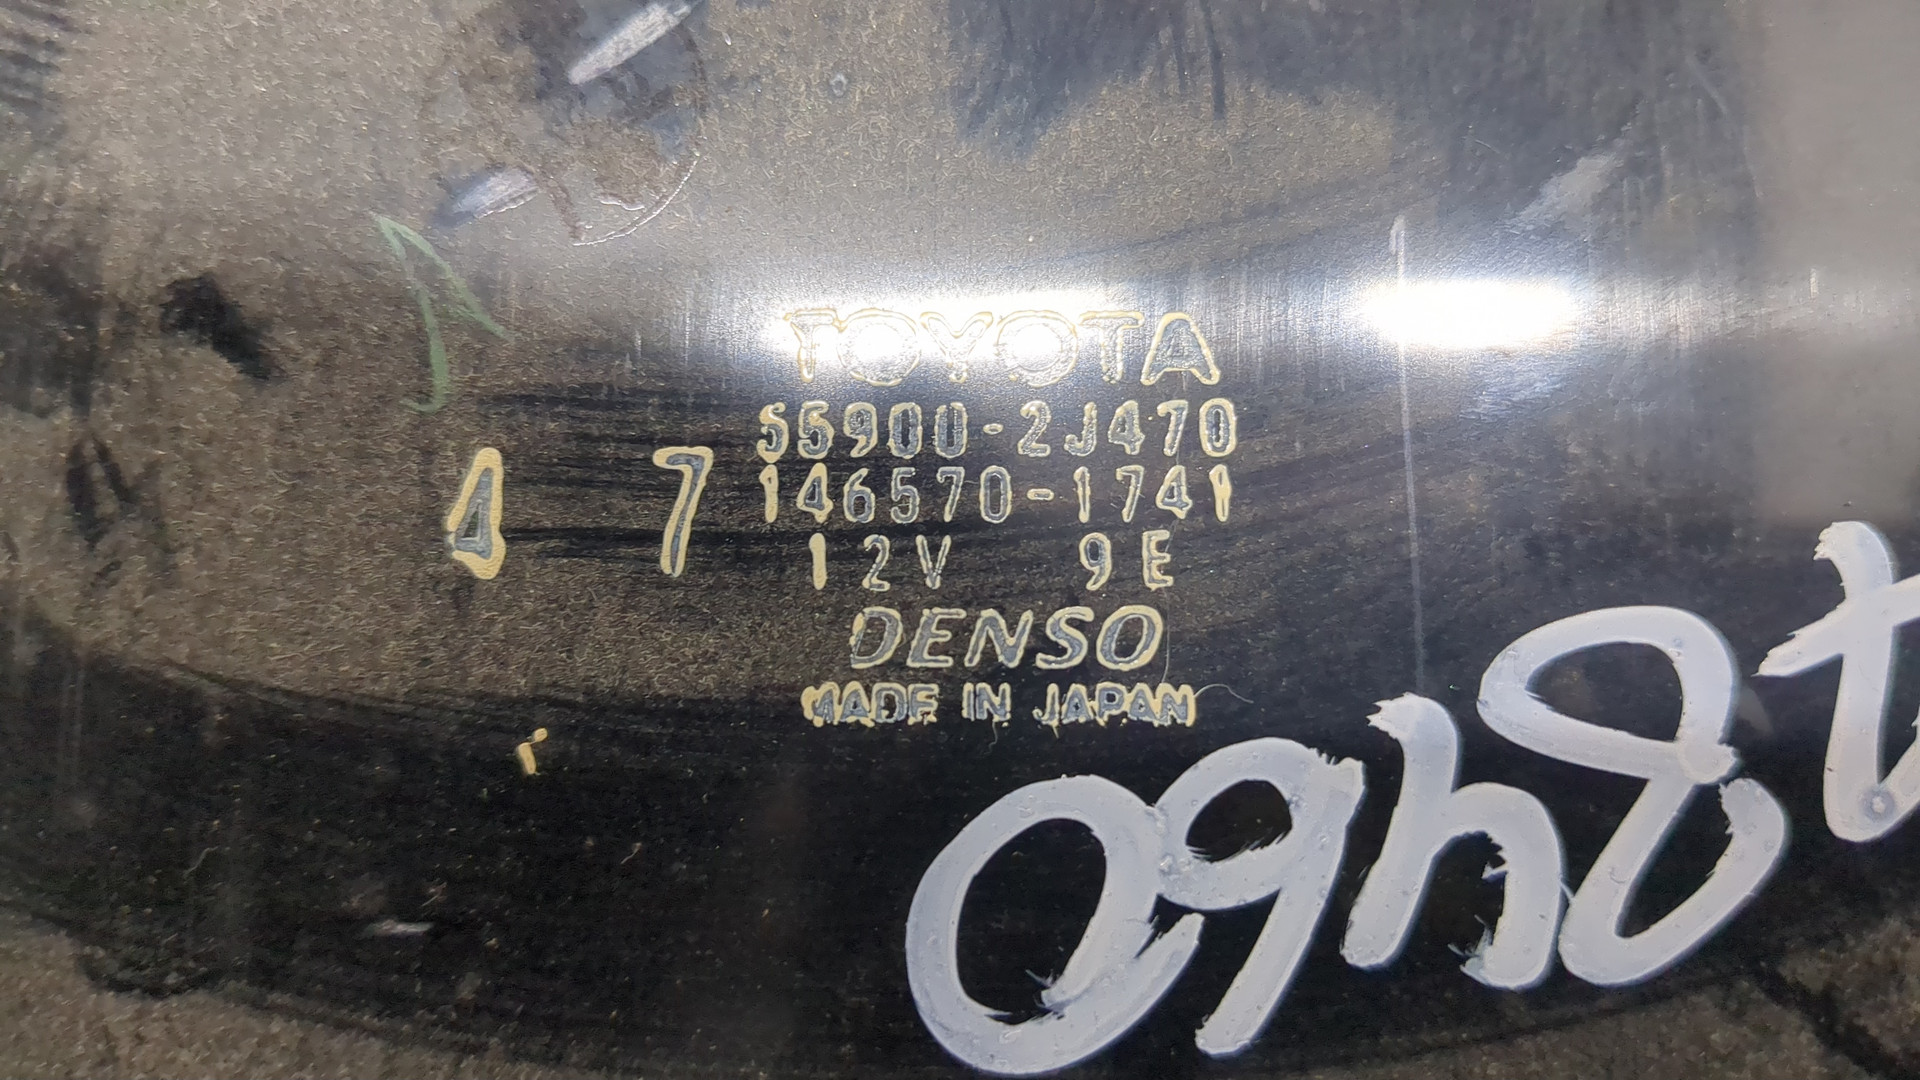 TOYOTA
55900-2J470
4 7
146570-1741
12V 9E
DENSO
MADE IN JAPAN